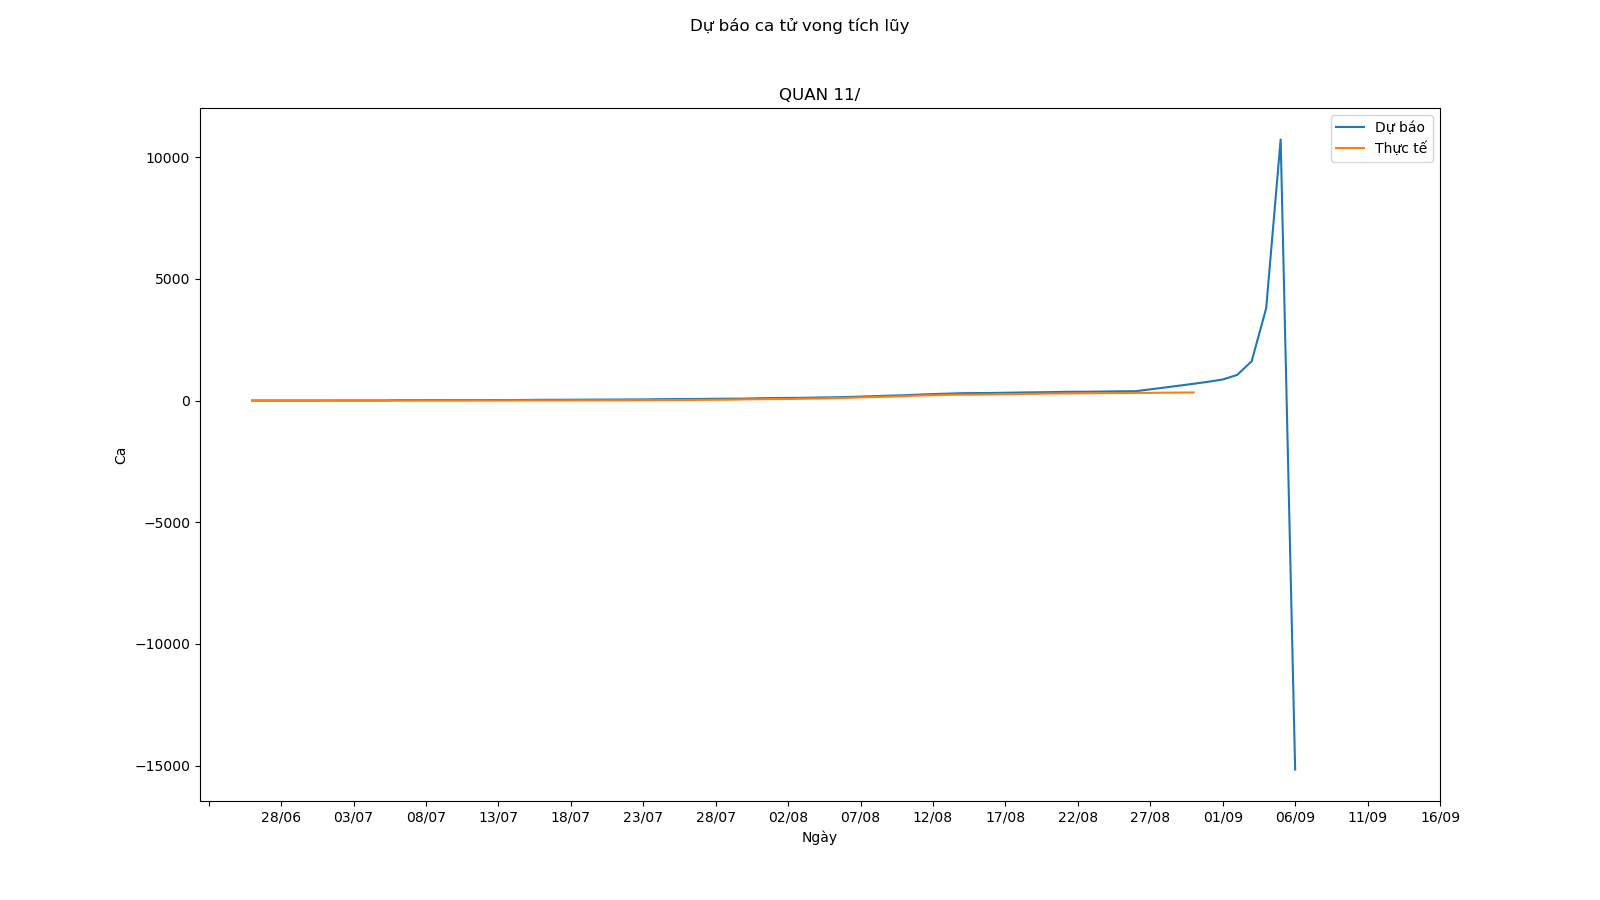 Dự báo ca tử vong tích lũy
QUAN 11/
Dự báo
Thực tế
10000
5000
0
−5000
−10000
−15000
Ca
28/06 03/07 08/07 13/07 18/07 23/07 28/07 02/08 07/08 12/08 17/08 22/08 27/08 01/09 06/09 11/09 16/09
Ngày